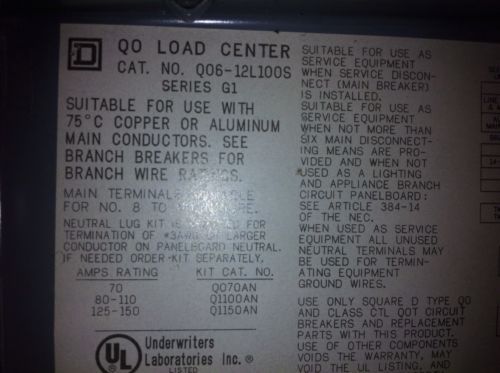 D
QO LOAD CENTER
CAT. NO. QO6-12L100S
SERIES G1
SUITABLE FOR USE WITH
75°C COPPER OR ALUMINUM
MAIN CONDUCTORS. SEE
BRANCH BREAKERS FOR
BRANCH WIRE RATINGS.
MAIN TERMINALS
FOR NO. 8 TO
NEUTRAL LUG KIT FOR
TERMINATION OF LARGER
CONDUCTOR ON PANELBOARD NEUTRAL.
IF NEEDED ORDER KIT SEPARATELY.
AMPS RATING KIT CAT. NO.
70 QO70AN
80-110 Q1100AN
125-150 Q1150AN
UL
Underwriters
Laboratories Inc.®
LISTED
SUITABLE FOR USE AS
SERVICE EQUIPMENT
WHEN SERVICE DISCON-
NECT (MAIN BREAKER)
IS INSTALLED.
SUITABLE FOR USE AS
SERVICE EQUIPMENT
WHEN NOT MORE THAN
SIX MAIN DISCONNECT-
ING MEANS ARE PRO-
VIDED AND WHEN NOT
USED AS A LIGHTING
AND APPLIANCE BRANCH
CIRCUIT PANELBOARD:
SEE ARTICLE 384-14
OF THE NEC.
WHEN USED AS SERVICE
EQUIPMENT ALL UNUSED
NEUTRAL TERMINALS MAY
BE USED FOR TERMIN-
ATING EQUIPMENT
GROUND WIRES.
USE ONLY SQUARE D TYPE QO
AND CLASS CTL QOT CIRCUIT
BREAKERS AND REPLACEMENT
PARTS WITH THIS PRODUCT.
USE OF OTHER COMPONENTS
VOIDS THE WARRANTY, MAY
VOID THE UL LISTING, AND